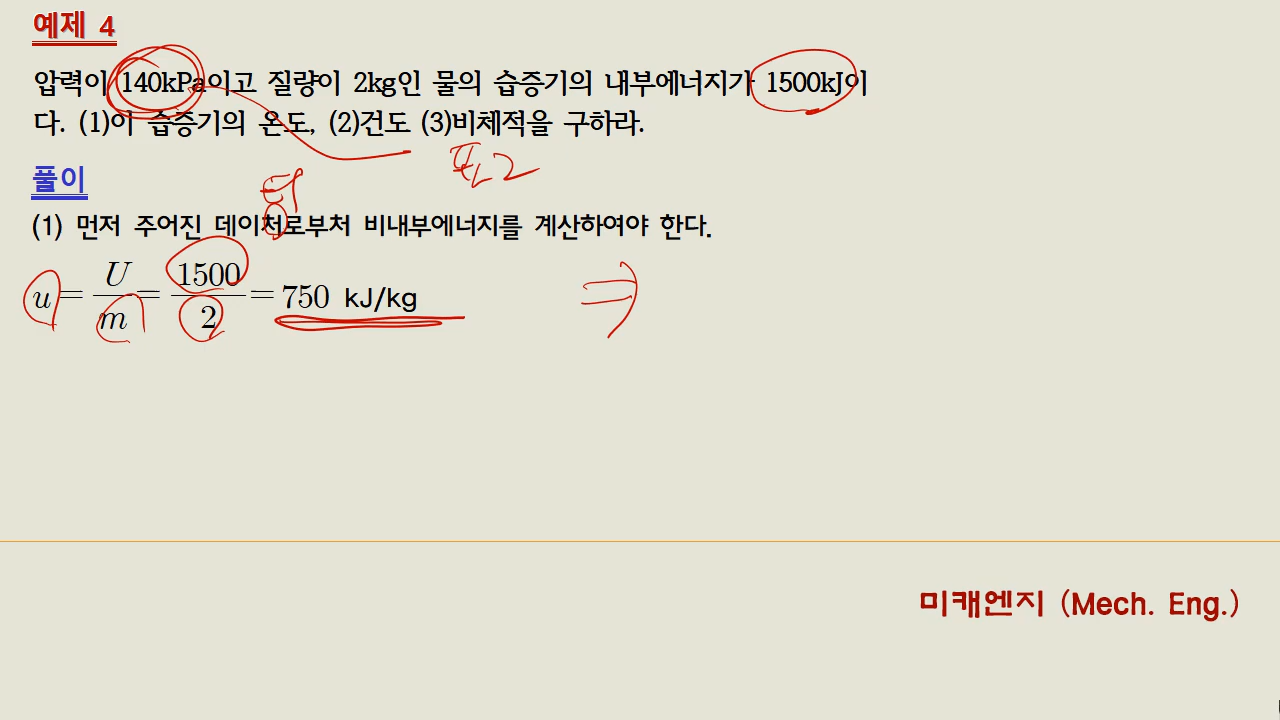 예제 4
압력이 140kPa이고 질량이 2kg인 물의 습증기의 내부에너지가 1500kJ이
다. (1)이 습증기의 온도, (2)건도 (3)비체적을 구하라.
표2
풀이
(1) 먼저 주어진 데이처로부처 비내부에너지를 계산하여야 한다.
u = U/m = 1500/2 = 750 kJ/kg
⇒
미캐엔지 (Mech. Eng.)